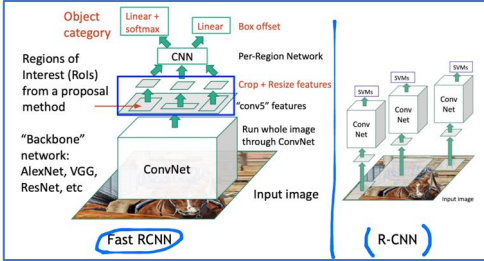 Object
category
Linear +
softmax
Linear
Box offset
CNN
Per-Region Network
Regions of
Interest (RoIs)
from a proposal
method
Crop + Resize features
"conv5" features
"Backbone"
network:
AlexNet, VGG,
ResNet, etc
Run whole image
through ConvNet
ConvNet
Input image
Fast RCNN
SVMs
SVMs
SVMs
Conv
Net
Conv
Net
Conv
Net
Input image
R-CNN